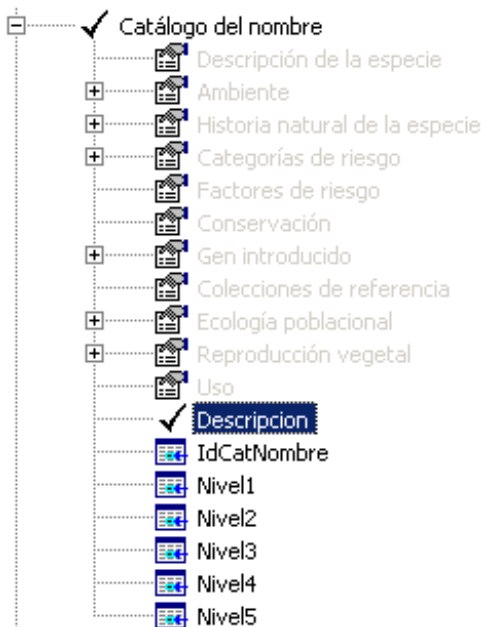 Catálogo del nombre
Descripción de la especie
Ambiente
Historia natural de la especie
Categorías de riesgo
Factores de riesgo
Conservación
Gen introducido
Colecciones de referencia
Ecología poblacional
Reproducción vegetal
Uso
Descripcion
IdCatNombre
Nivel1
Nivel2
Nivel3
Nivel4
Nivel5